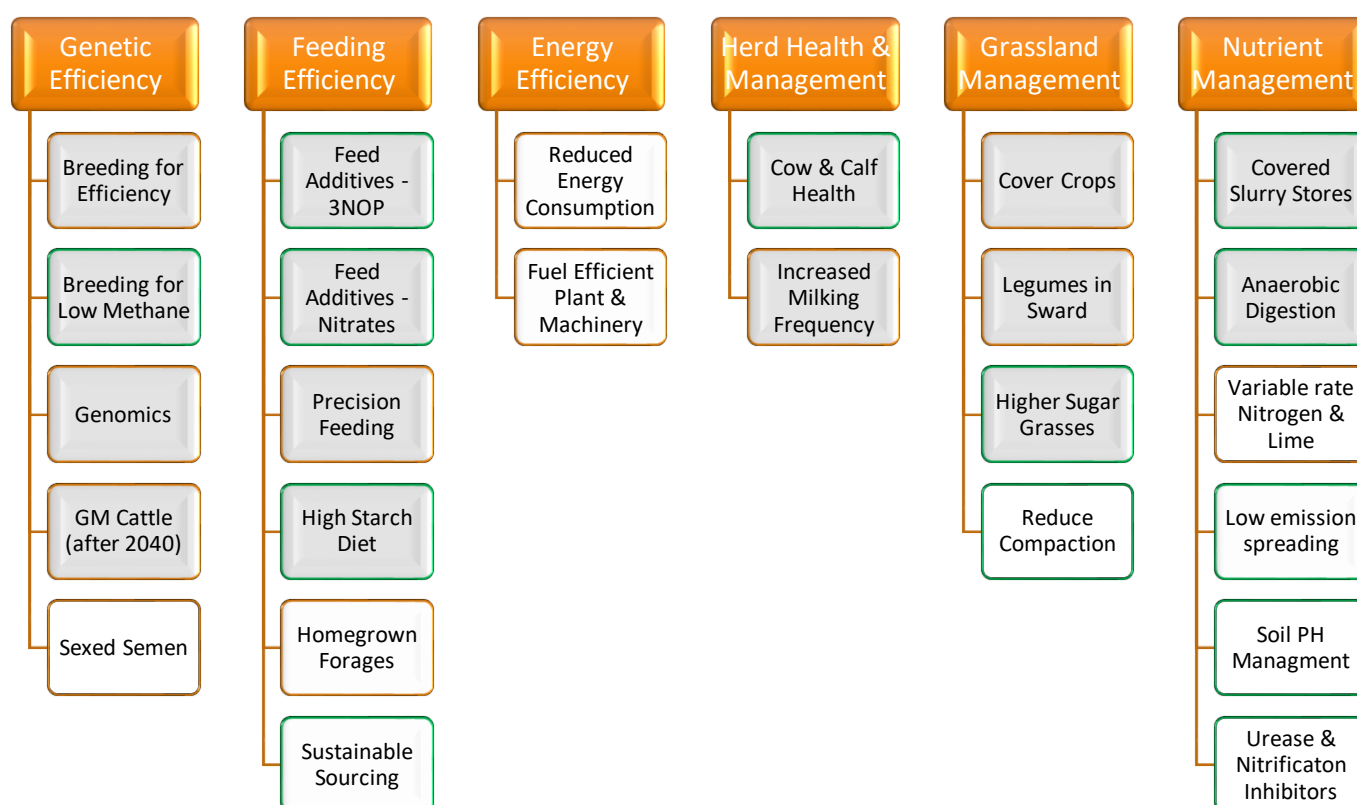 Genetic
Efficiency
Breeding for
Efficiency
Breeding for
Low Methane
Genomics
GM Cattle
(after 2040)
Sexed Semen
Feeding
Efficiency
Feed
Additives -
3NOP
Feed
Additives -
Nitrates
Precision
Feeding
High Starch
Diet
Homegrown
Forages
Sustainable
Sourcing
Energy
Efficiency
Reduced
Energy
Consumption
Fuel Efficient
Plant &
Machinery
Herd Health &
Management
Cow & Calf
Health
Increased
Milking
Frequency
Grassland
Management
Cover Crops
Legumes in
Sward
Higher Sugar
Grasses
Reduce
Compaction
Nutrient
Management
Covered
Slurry Stores
Anaerobic
Digestion
Variable rate
Nitrogen &
Lime
Low emission
spreading
Soil PH
Managment
Urease &
Nitrificaton
Inhibitors